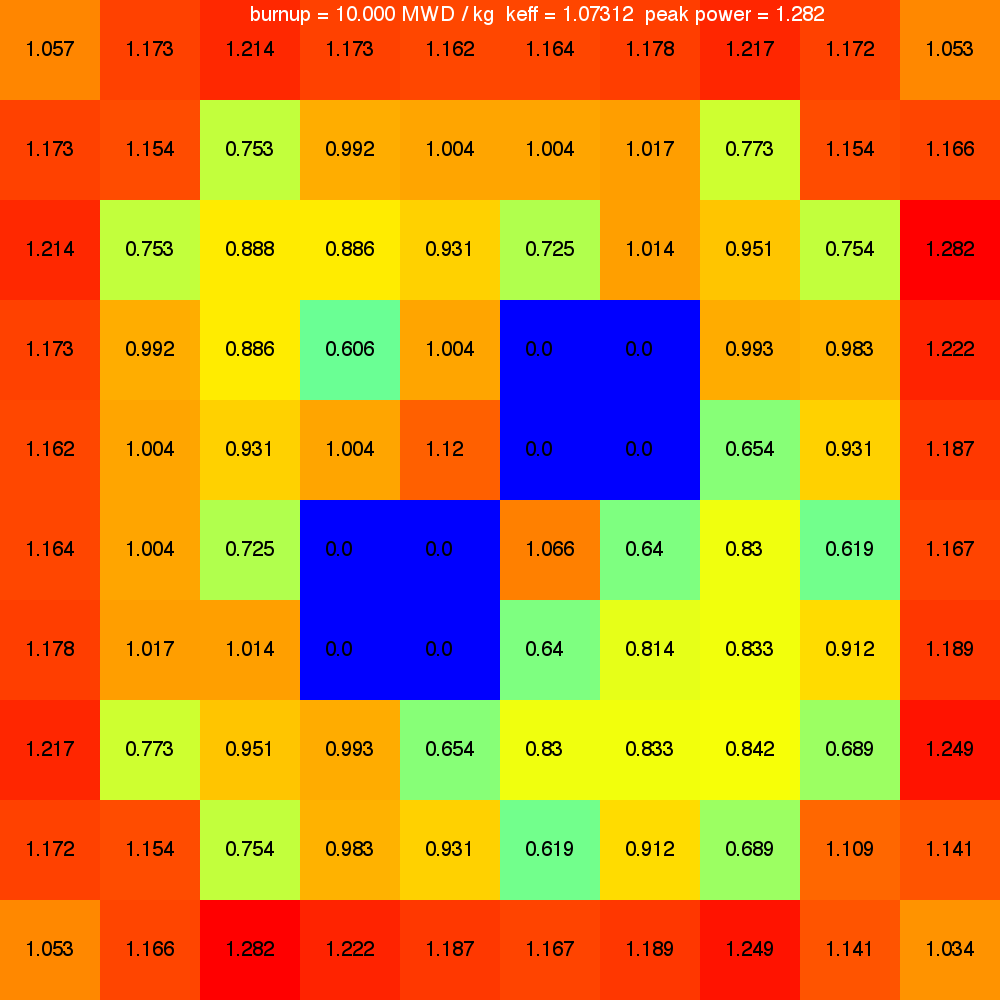 burnup = 10.000 MWD / kg keff = 1.07312 peak power = 1.282
1.057 1.173 1.214 1.173 1.162 1.164 1.178 1.217 1.172 1.053
1.173 1.154 0.753 0.992 1.004 1.004 1.017 0.773 1.154 1.166
1.214 0.753 0.888 0.886 0.931 0.725 1.014 0.951 0.754 1.282
1.173 0.992 0.886 0.606 1.004 0.0 0.0 0.993 0.983 1.222
1.162 1.004 0.931 1.004 1.12 0.0 0.0 0.654 0.931 1.187
1.164 1.004 0.725 0.0 0.0 1.066 0.64 0.83 0.619 1.167
1.178 1.017 1.014 0.0 0.0 0.64 0.814 0.833 0.912 1.189
1.217 0.773 0.951 0.993 0.654 0.83 0.833 0.842 0.689 1.249
1.172 1.154 0.754 0.983 0.931 0.619 0.912 0.689 1.109 1.141
1.053 1.166 1.282 1.222 1.187 1.167 1.189 1.249 1.141 1.034